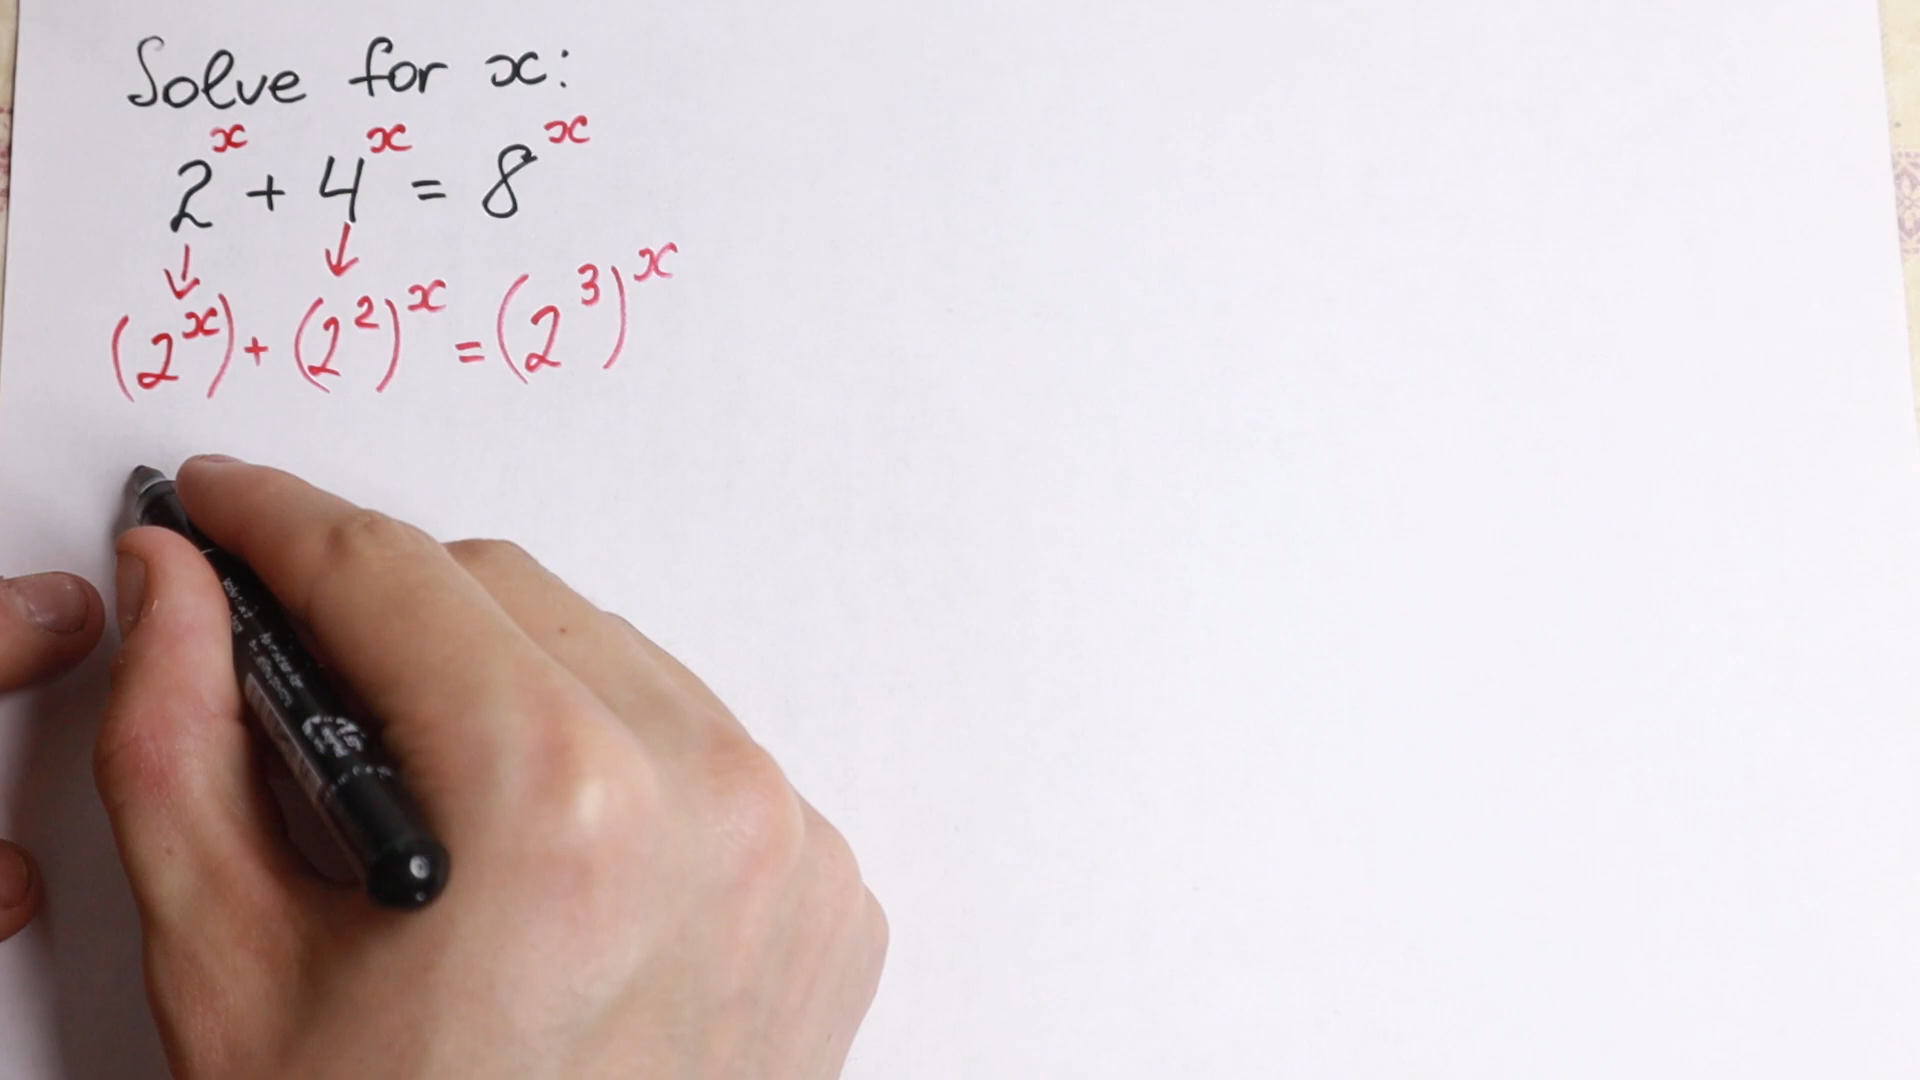 Solve for x:
2^x + 4^x = 8^x
(2^x) + (2^2)^x = (2^3)^x